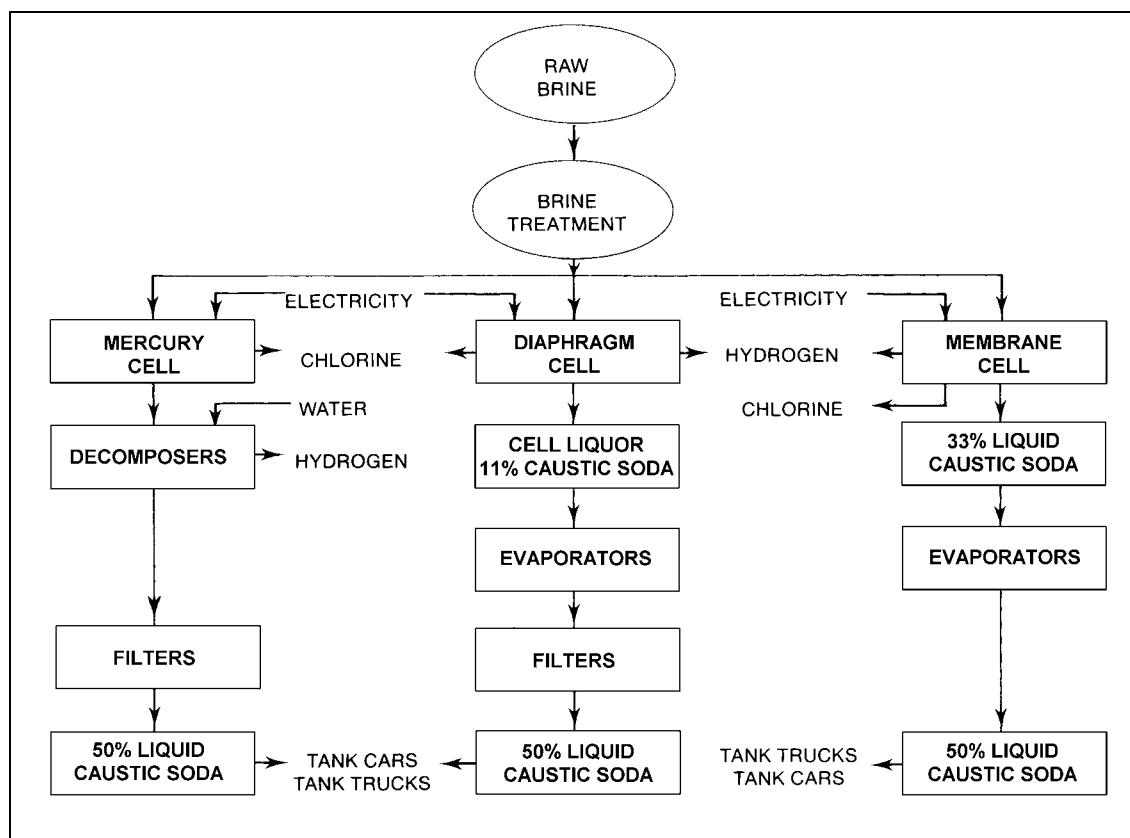 RAW
BRINE
BRINE
TREATMENT
ELECTRICITY
ELECTRICITY
MERCURY
CELL
CHLORINE
DIAPHRAGM
CELL
HYDROGEN
MEMBRANE
CELL
WATER
CHLORINE
DECOMPOSERS
HYDROGEN
CELL LIQUOR
11% CAUSTIC SODA
33% LIQUID
CAUSTIC SODA
EVAPORATORS
EVAPORATORS
FILTERS
FILTERS
50% LIQUID
CAUSTIC SODA
TANK CARS
TANK TRUCKS
50% LIQUID
CAUSTIC SODA
TANK TRUCKS
TANK CARS
50% LIQUID
CAUSTIC SODA